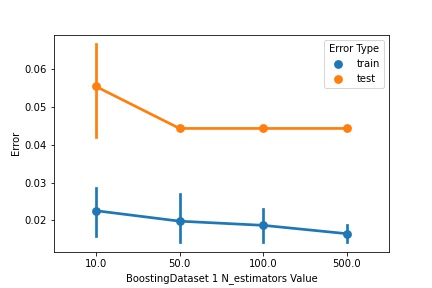 Error Type
train
test
0.06
0.05
0.04
0.03
0.02
Error
10.0 50.0 100.0 500.0
BoostingDataset 1 N_estimators Value